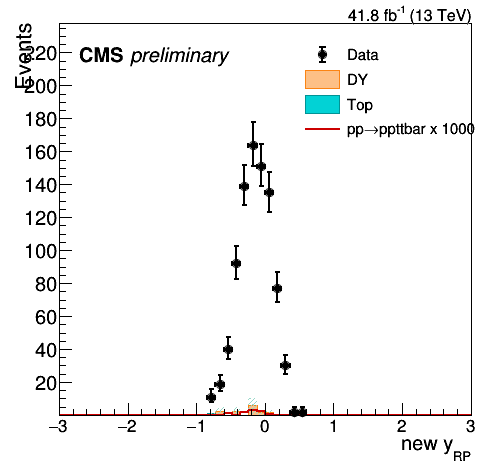 41.8 fb⁻¹ (13 TeV)
Events
CMS preliminary
Data
DY
Top
pp→ppttbar x 1000
220
200
180
160
140
120
100
80
60
40
20
−3 −2 −1 0 1 2 3
new y_RP